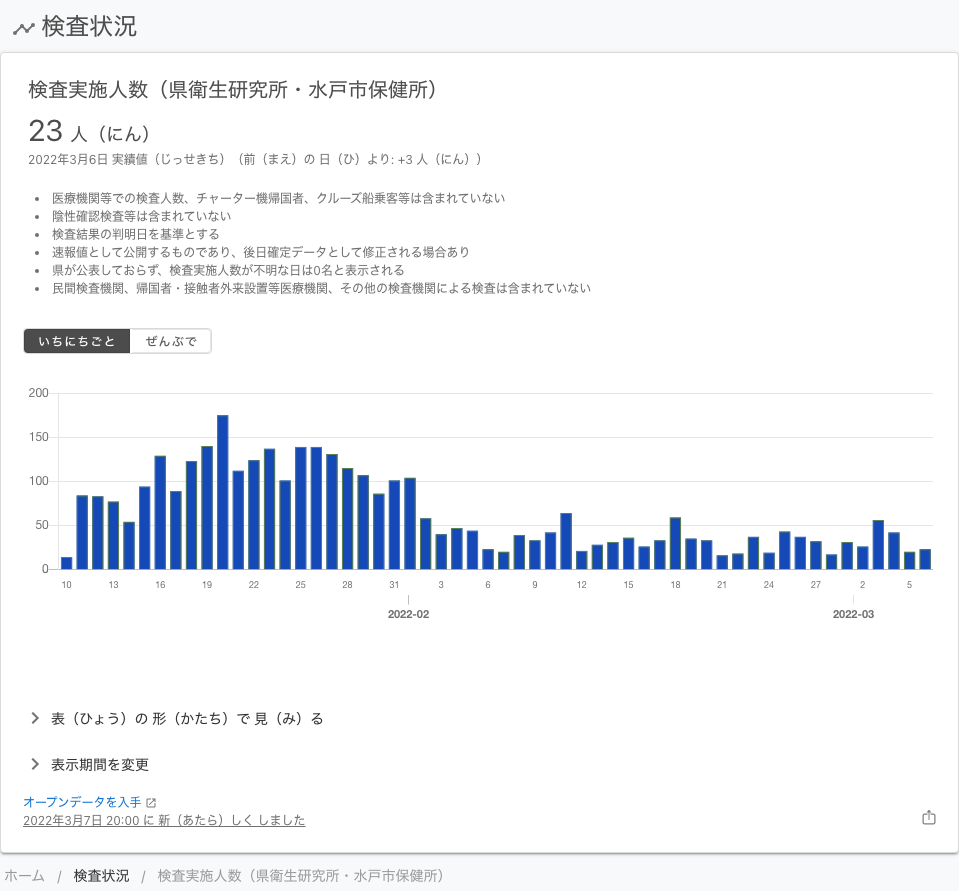 検査状況
検査実施人数（県衛生研究所・水戸市保健所）
23 人（にん）
2022年3月6日 実績値（じっせきち）（前（まえ）の 日（ひ）より: +3 人（にん））
• 医療機関等での検査人数、チャーター機帰国者、クルーズ船乗客等は含まれていない
• 陰性確認検査等は含まれていない
• 検査結果の判明日を基準とする
• 速報値として公開するものであり、後日確定データとして修正される場合あり
• 県が公表しておらず、検査実施人数が不明な日は0名と表示される
• 民間検査機関、帰国者・接触者外来設置等医療機関、その他の検査機関による検査は含まれていない
いちにちごと ぜんぶで
200
150
100
50
0
10 13 16 19 22 25 28 31 3 6 9 12 15 18 21 24 27 2 5
2022-02 2022-03
表（ひょう）の 形（かたち）で 見（み）る
表示期間を変更
オープンデータを入手
2022年3月7日 20:00 に 新（あたら）しく しました
ホーム / 検査状況 / 検査実施人数（県衛生研究所・水戸市保健所）